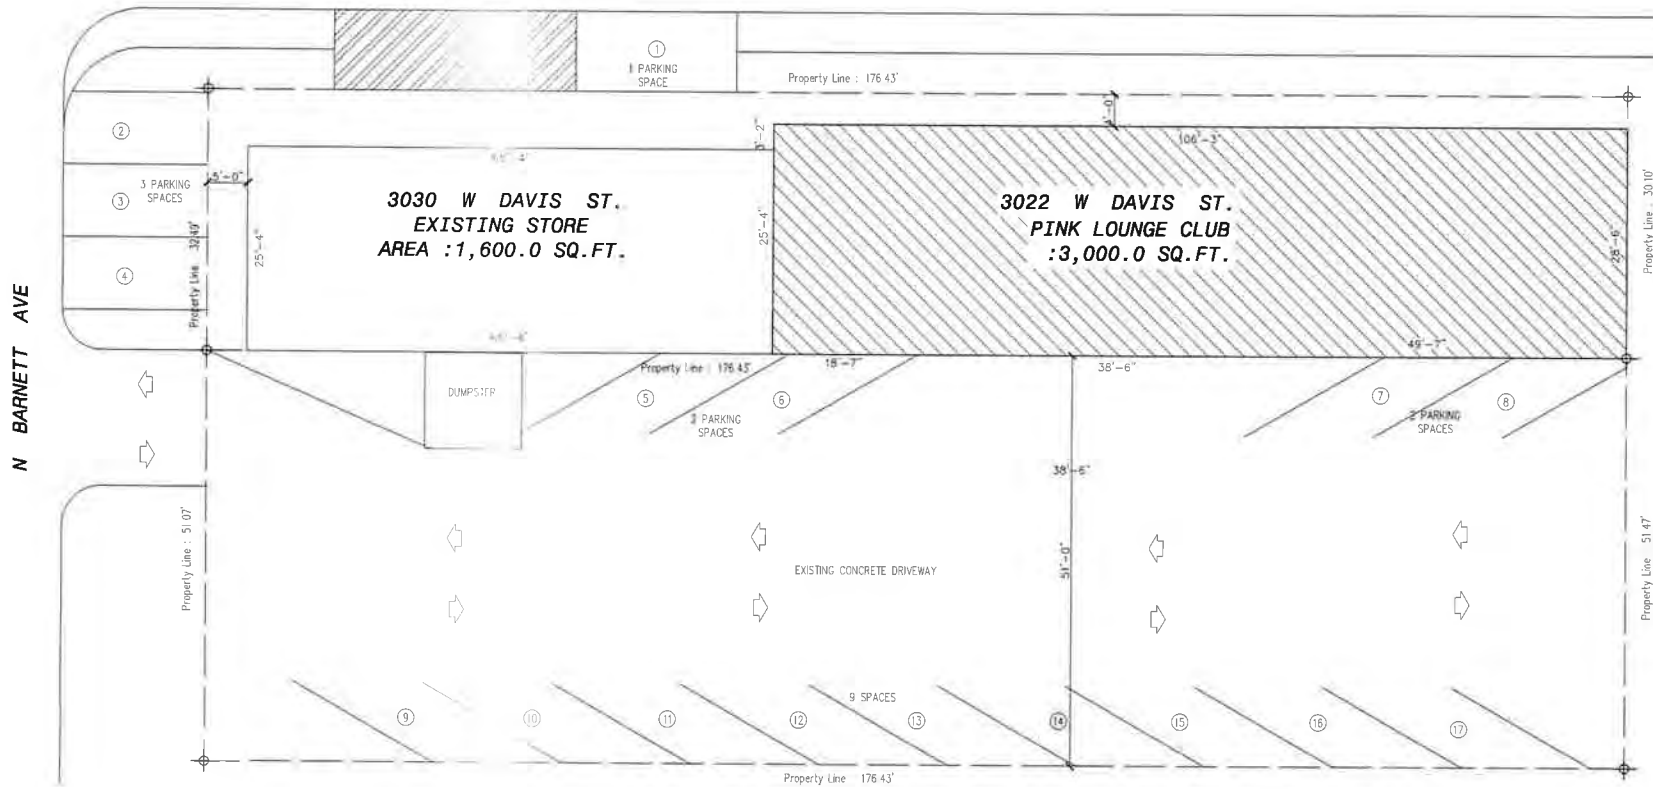 1
1 PARKING
SPACE
Property Line : 176.43'
106'-3"
2
3 PARKING
SPACES
3
4
5'-0"
Property Line 32.40'
25'-4"
3030 W DAVIS ST.
EXISTING STORE
AREA :1,600.0 SQ.FT.
25'-4"
3022 W DAVIS ST.
PINK LOUNGE CLUB
:3,000.0 SQ.FT.
28'-6"
Property Line : 30.10'
N BARNETT AVE
DUMPSTER
Property Line : 176.43'
18'-7"
38'-6"
49'-7"
5
6
2 PARKING
SPACES
7
8
2 PARKING
SPACES
38'-6"
51'-0"
Property Line : 51.07'
EXISTING CONCRETE DRIVEWAY
Property Line 51.47'
9 SPACES
9
10
11
12
13
14
15
16
17
Property Line 176.43'